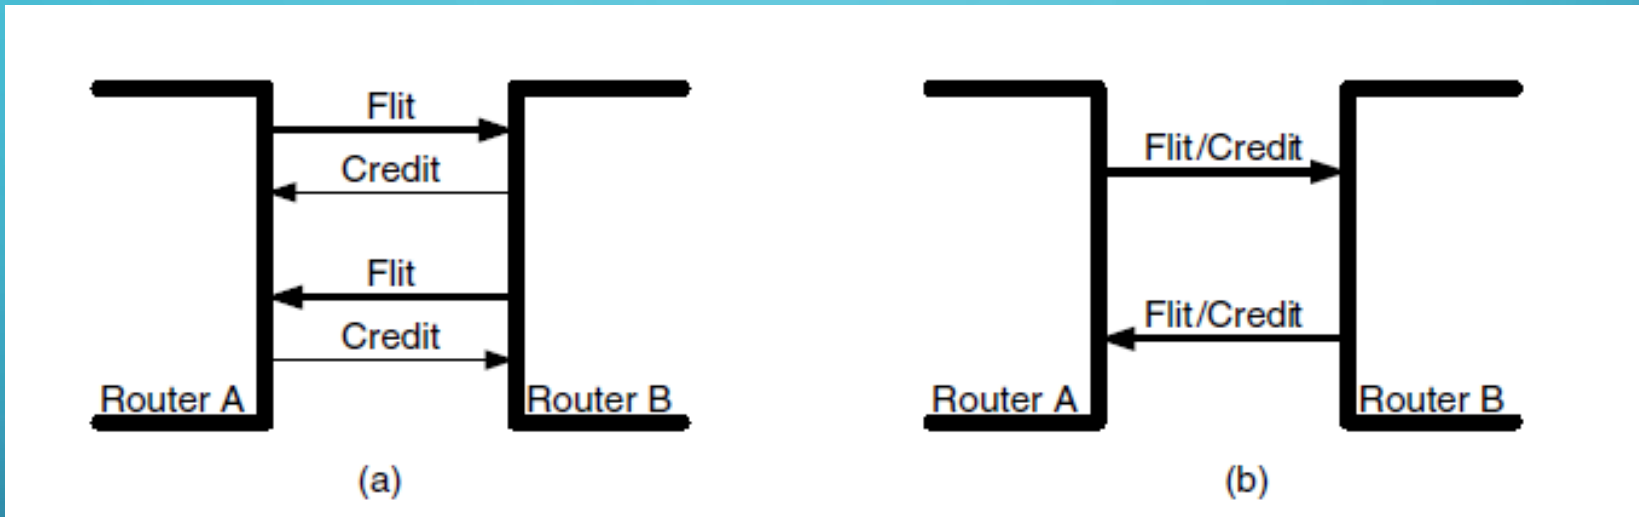 Flit
Credit
Flit
Credit
Router A
Router B
(a)
Flit/Credit
Flit/Credit
Router A
Router B
(b)